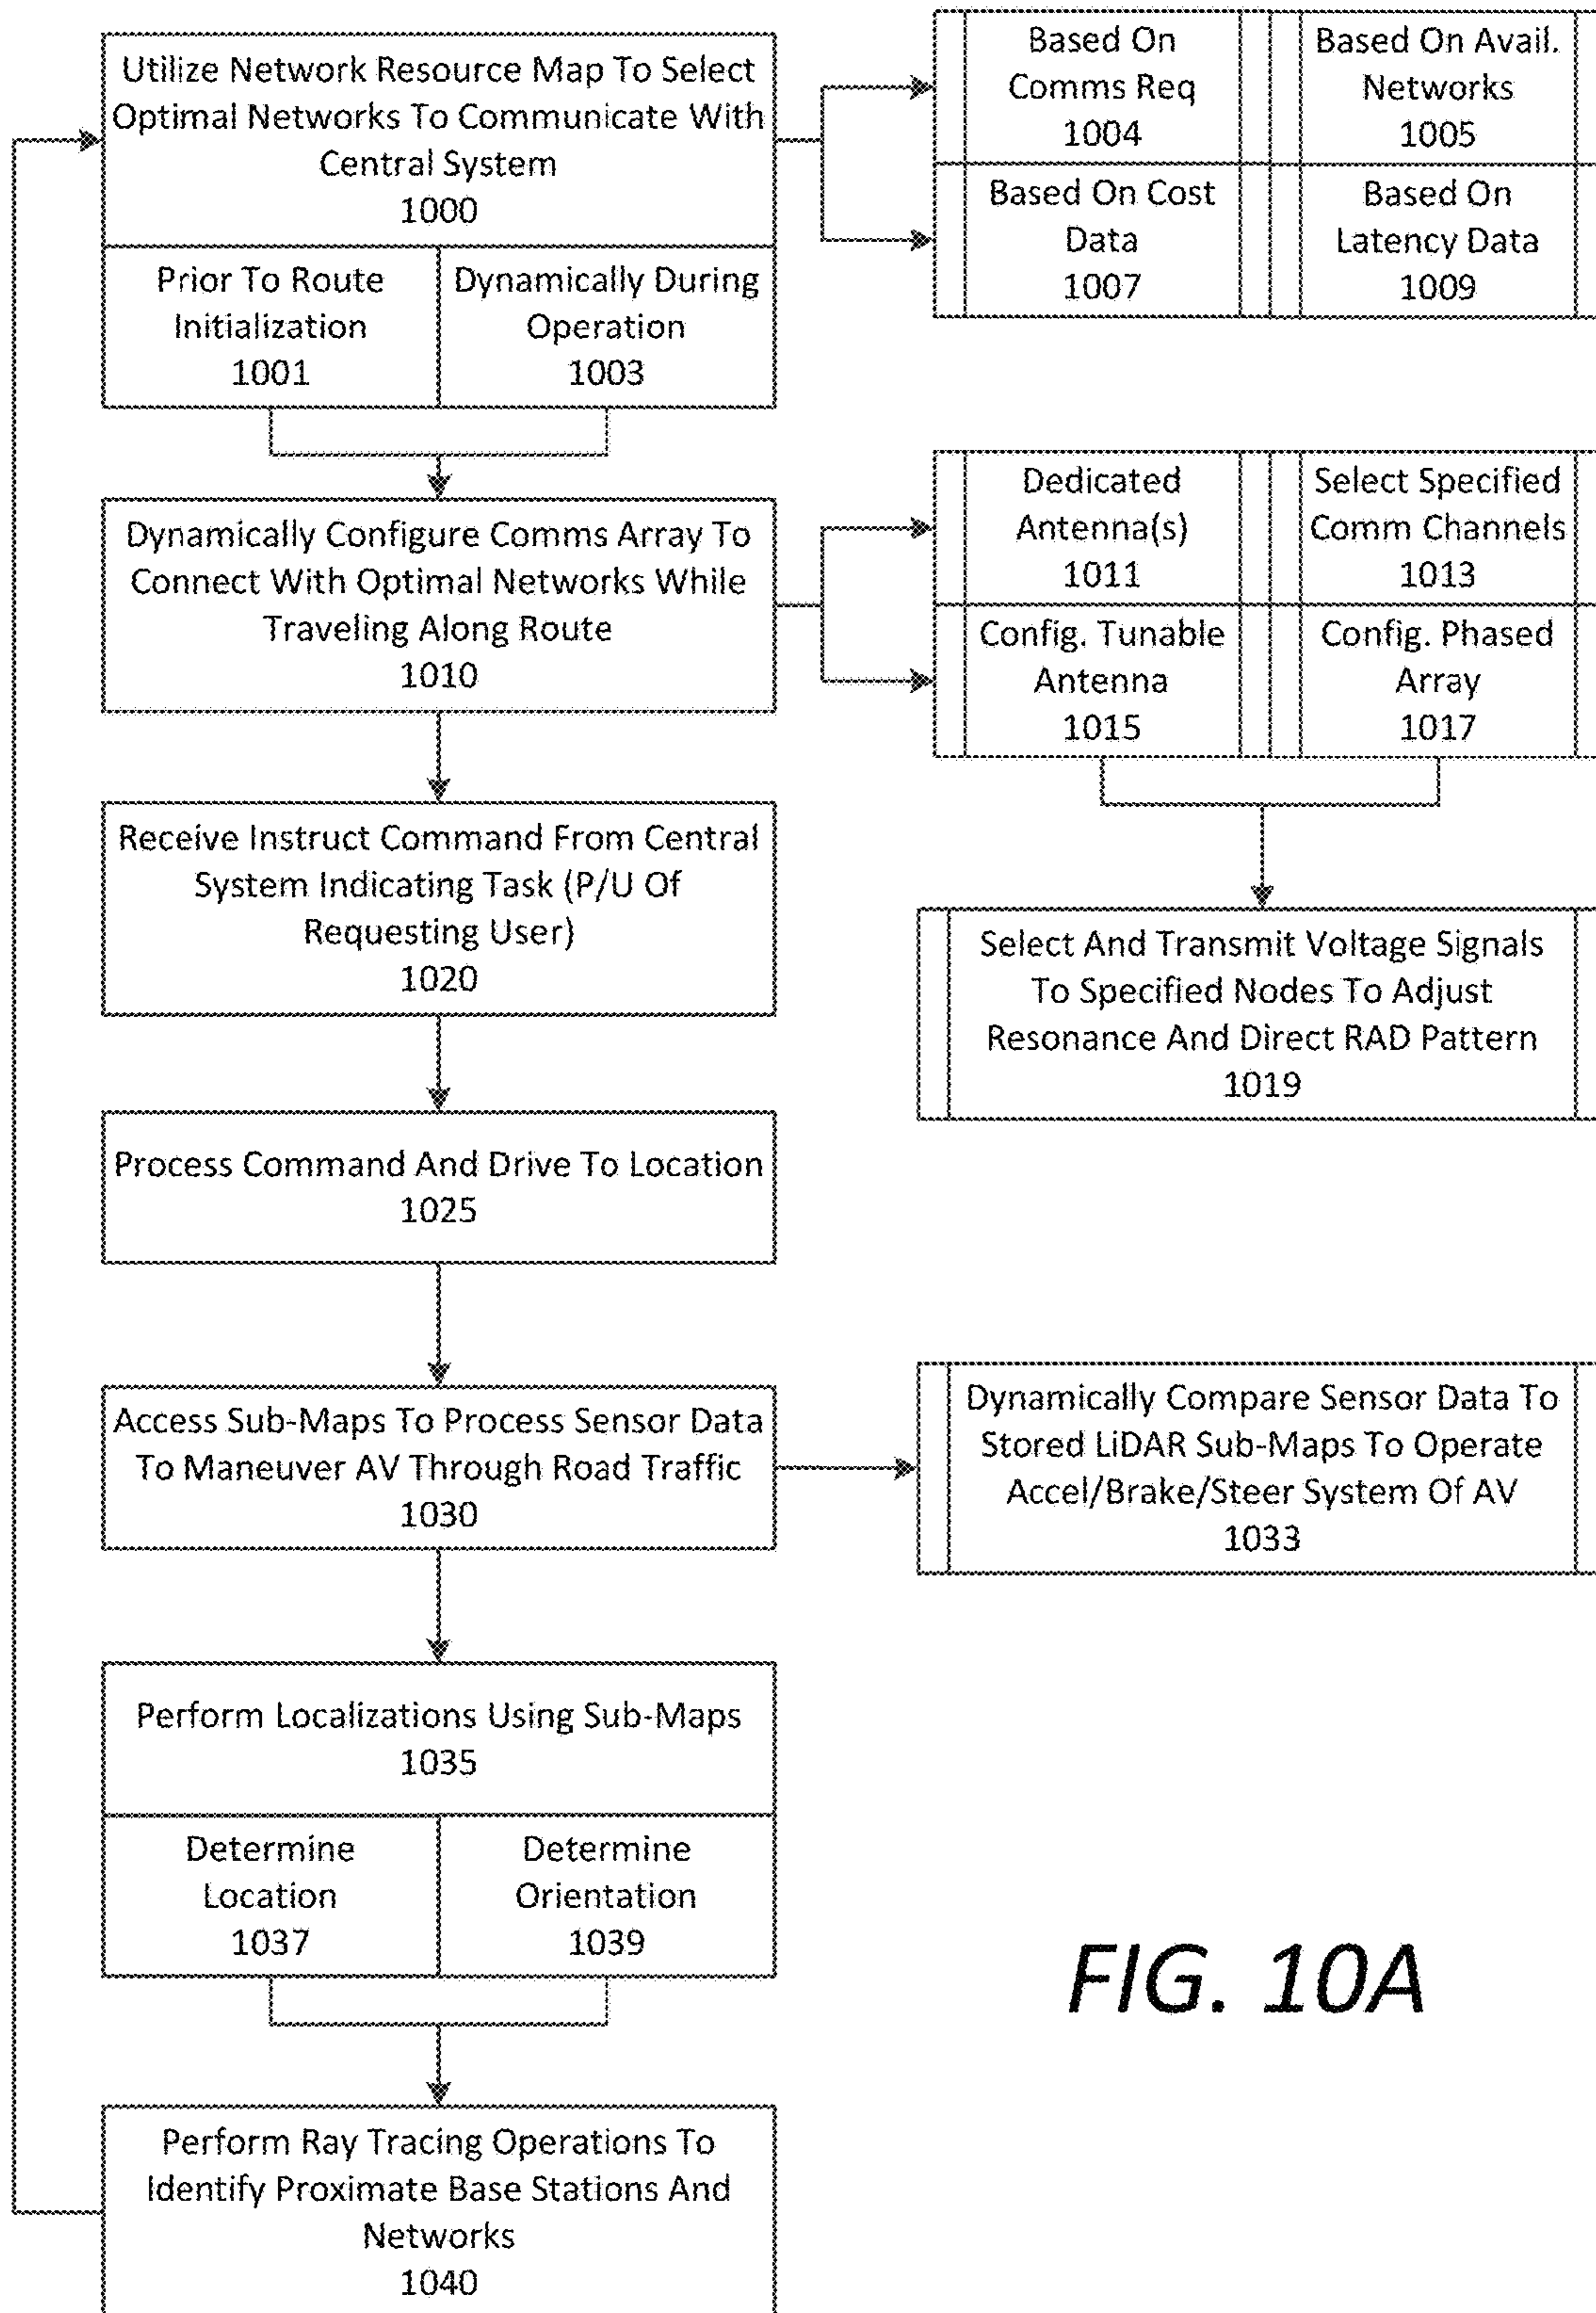 Utilize Network Resource Map To Select
Optimal Networks To Communicate With
Central System
1000
Prior To Route
Initialization
1001
Dynamically During
Operation
1003
Based On
Comms Req
1004
Based On Avail.
Networks
1005
Based On Cost
Data
1007
Based On
Latency Data
1009
Dynamically Configure Comms Array To
Connect With Optimal Networks While
Traveling Along Route
1010
Dedicated
Antenna(s)
1011
Select Specified
Comm Channels
1013
Config. Tunable
Antenna
1015
Config. Phased
Array
1017
Select And Transmit Voltage Signals
To Specified Nodes To Adjust
Resonance And Direct RAD Pattern
1019
Receive Instruct Command From Central
System Indicating Task (P/U Of
Requesting User)
1020
Process Command And Drive To Location
1025
Access Sub-Maps To Process Sensor Data
To Maneuver AV Through Road Traffic
1030
Dynamically Compare Sensor Data To
Stored LiDAR Sub-Maps To Operate
Accel/Brake/Steer System Of AV
1033
Perform Localizations Using Sub-Maps
1035
Determine
Location
1037
Determine
Orientation
1039
Perform Ray Tracing Operations To
Identify Proximate Base Stations And
Networks
1040
FIG. 10A